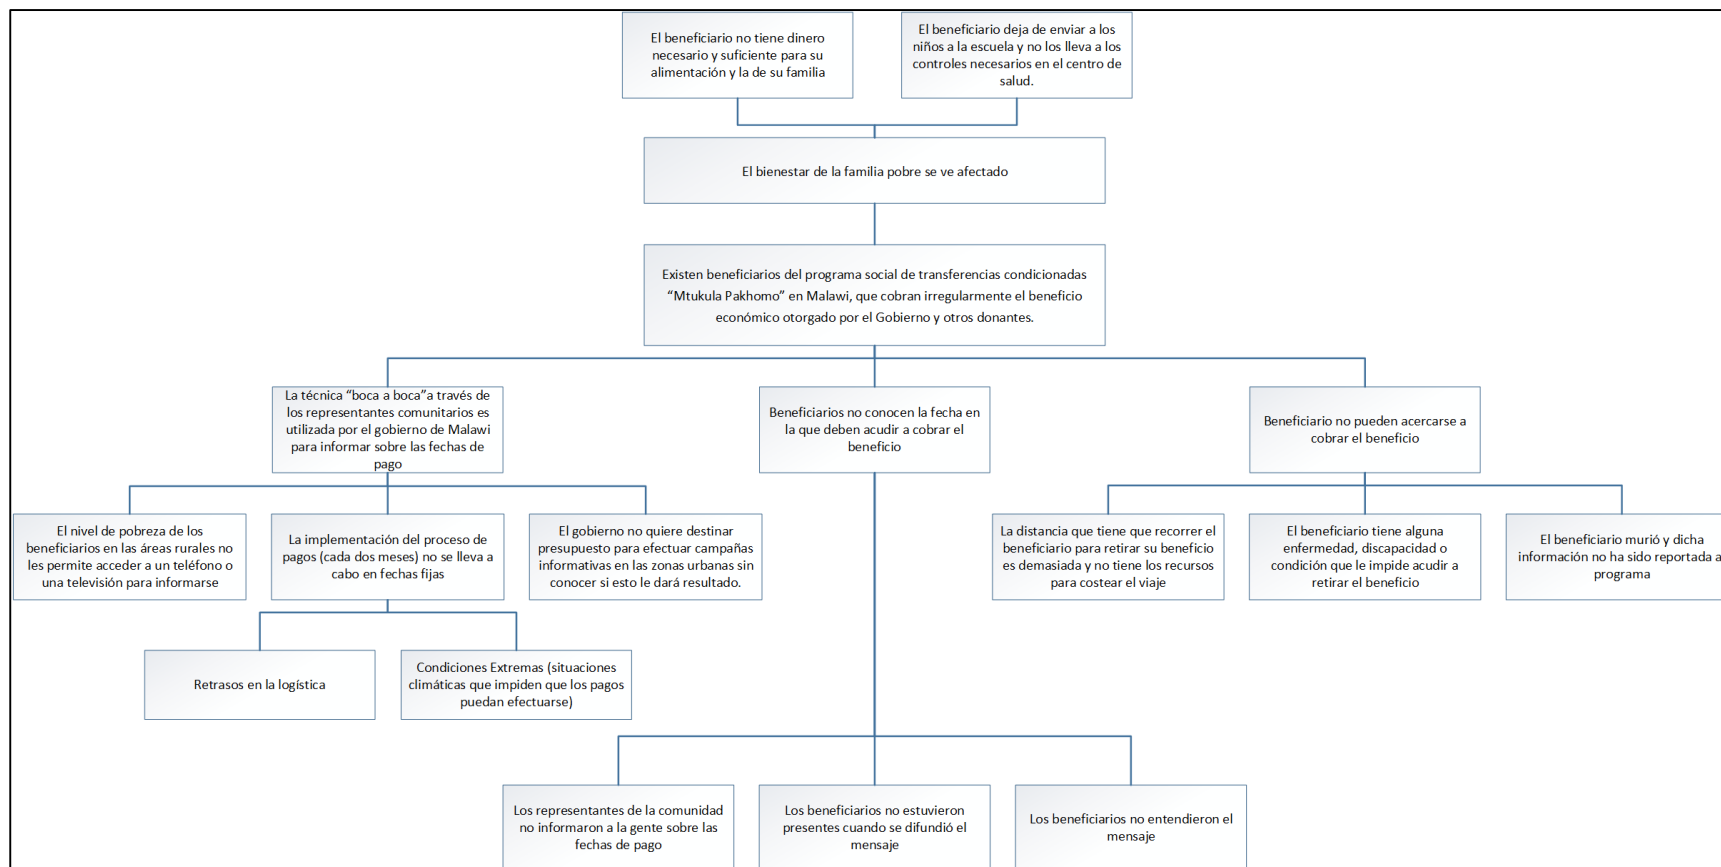 El beneficiario no tiene dinero
necesario y suficiente para su
alimentación y la de su familia
El beneficiario deja de enviar a los
niños a la escuela y no los lleva a los
controles necesarios en el centro de
salud.
El bienestar de la familia pobre se ve afectado
Existen beneficiarios del programa social de transferencias condicionadas
“Mtukula Pakhomo” en Malawi, que cobran irregularmente el beneficio
económico otorgado por el Gobierno y otros donantes.
La técnica “boca a boca”a través de
los representantes comunitarios es
utilizada por el gobierno de Malawi
para informar sobre las fechas de
pago
Beneficiarios no conocen la fecha en
la que deben acudir a cobrar el
beneficio
Beneficiario no pueden acercarse a
cobrar el beneficio
El nivel de pobreza de los
beneficiarios en las áreas rurales no
les permite acceder a un teléfono o
una televisión para informarse
La implementación del proceso de
pagos (cada dos meses) no se lleva a
cabo en fechas fijas
El gobierno no quiere destinar
presupuesto para efectuar campañas
informativas en las zonas urbanas sin
conocer si esto le dará resultado.
La distancia que tiene que recorrer el
beneficiario para retirar su beneficio
es demasiada y no tiene los recursos
para costear el viaje
El beneficiario tiene alguna
enfermedad, discapacidad o
condición que le impide acudir a
retirar el beneficio
El beneficiario murió y dicha
información no ha sido reportada a
programa
Retrasos en la logística
Condiciones Extremas (situaciones
climáticas que impiden que los pagos
puedan efectuarse)
Los representantes de la comunidad
no informaron a la gente sobre las
fechas de pago
Los beneficiarios no estuvieron
presentes cuando se difundió el
mensaje
Los beneficiarios no entendieron el
mensaje